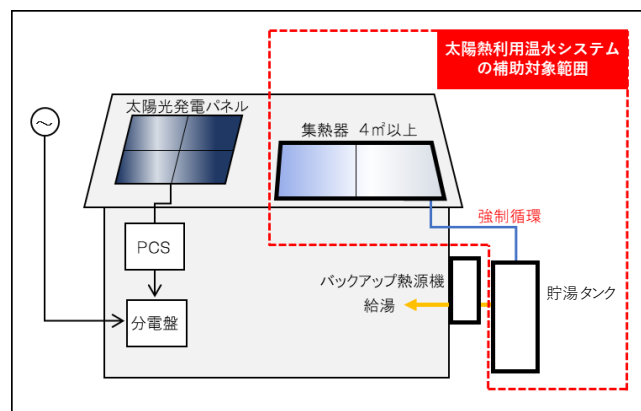 太陽熱利用温水システム
の補助対象範囲
太陽光発電パネル
集熱器 4㎡以上
強制循環
PCS
バックアップ熱源機
給湯
貯湯タンク
分電盤